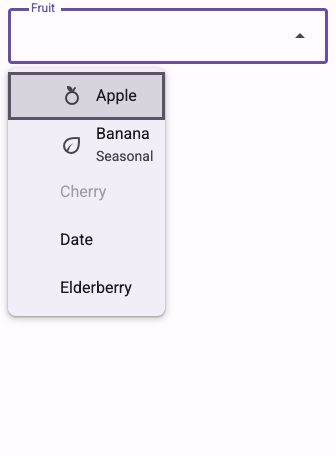 Fruit
Apple
Banana
Seasonal
Cherry
Date
Elderberry